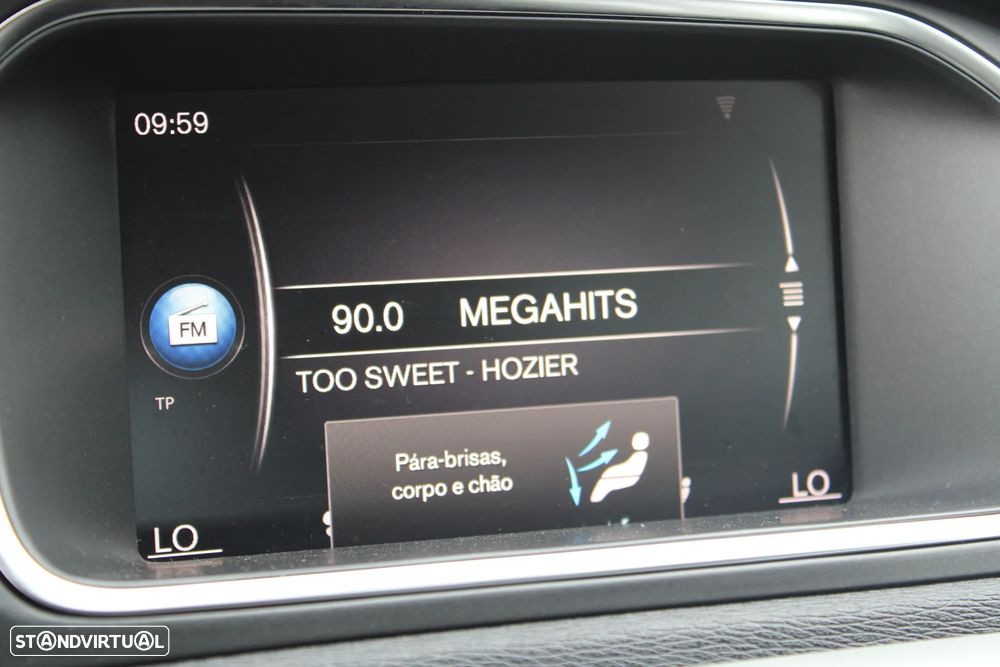 09:59
FM
90.0 MEGAHITS
TOO SWEET - HOZIER
TP
Pára-brisas,
corpo e chão
LO
LO
STANDVIRTUAL